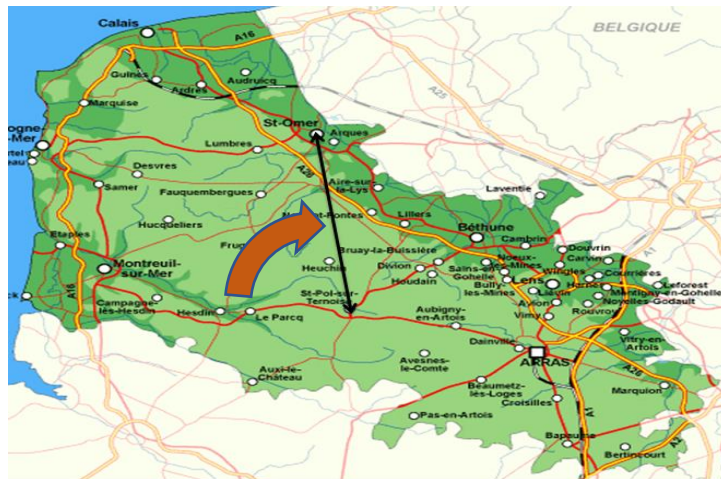 BELGIQUE
Calais
A16
Guînes
Ardres
Audruicq
A25
Marquise
St-Omer
Arques
Lumbres
Desvres
A26
Samer
Fauquembergues
Aire-sur-
la-Lys
Laventie
Hucqueliers
Lillers
Béthune
Etaples
Cambrin
Bruay-la-Buissière
Douvrin
A1
Montreuil-
sur-Mer
Heuchin
Divion
Houdain
Noeux-
les-Mines
Sains-en-
Gohelle
Bully-
les-Mines
Wingles
Carvin
Courrières
Lens
Leforest
Montigny-en-Gohelle
Noyelles-Godault
Liévin
Avion
Vimy
Rouvroy
A16
Campagne-
lès-Hesdin
Hesdin
Le Parcq
St-Pol-sur-
Ternoise
Aubigny-
en-Artois
Dainville
ARRAS
Vitry-en-
Artois
Avesnes-
le-Comte
A26
Auxi-le-
Château
Beaumetz-
lès-Loges
Croisilles
Marquion
Pas-en-Artois
A1
Bapaume
Bertincourt
A2